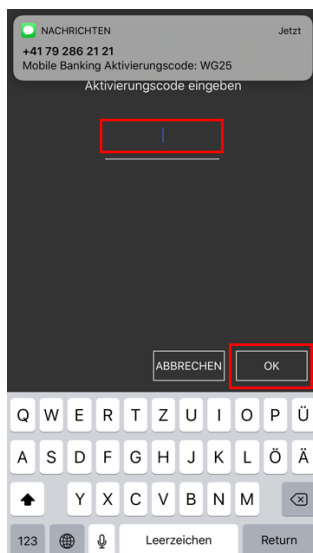 NACHRICHTEN Jetzt
+41 79 286 21 21
Mobile Banking Aktivierungscode: WG25
Aktivierungscode eingeben
ABBRECHEN OK
Q W E R T Z U I O P Ü
A S D F G H J K L Ö Ä
Y X C V B N M
123 Leerzeichen Return